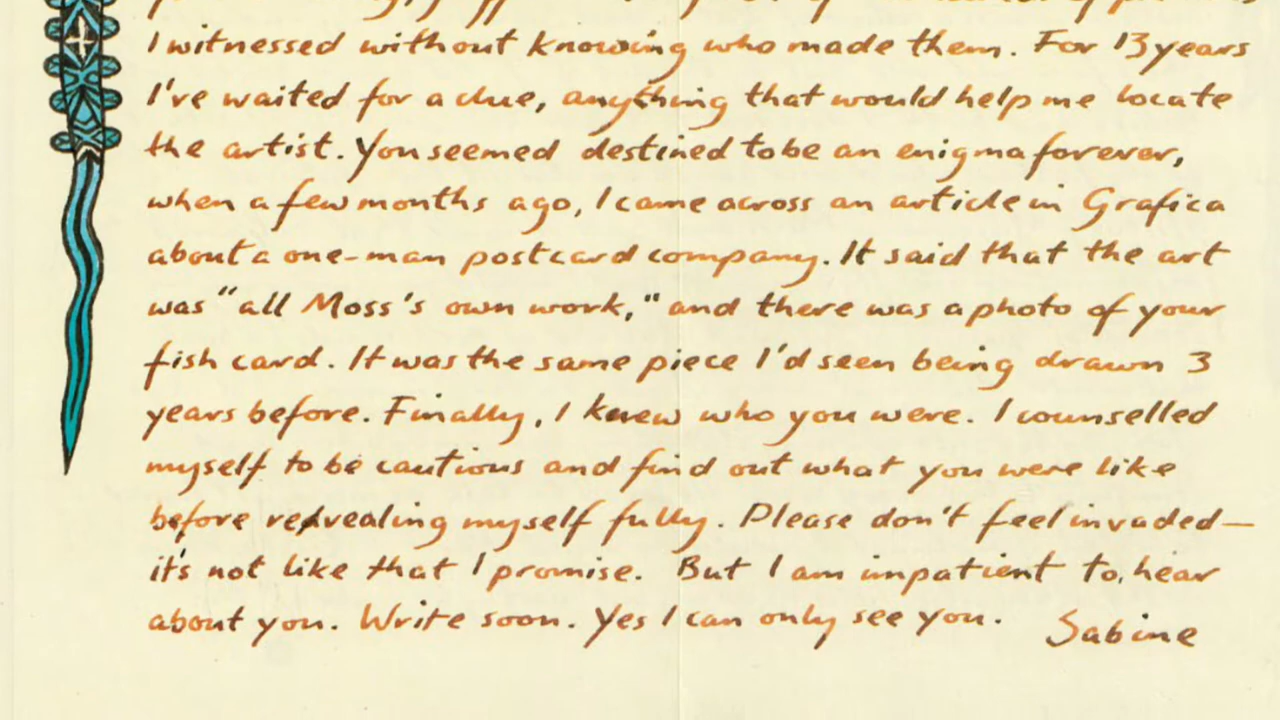 I witnessed without knowing who made them. For 13 years
I've waited for a clue, anything that would help me locate
the artist. You seemed destined to be an enigma forever,
when a few months ago, I came across an article in Grafica
about a one-man postcard company. It said that the art
was "all Moss's own work," and there was a photo of your
fish card. It was the same piece I'd seen being drawn 3
years before. Finally, I knew who you were. I counselled
myself to be cautious and find out what you were like
before revealing myself fully. Please don't feel invaded—
it's not like that I promise. But I am impatient to hear
about you. Write soon. Yes I can only see you. Sabine